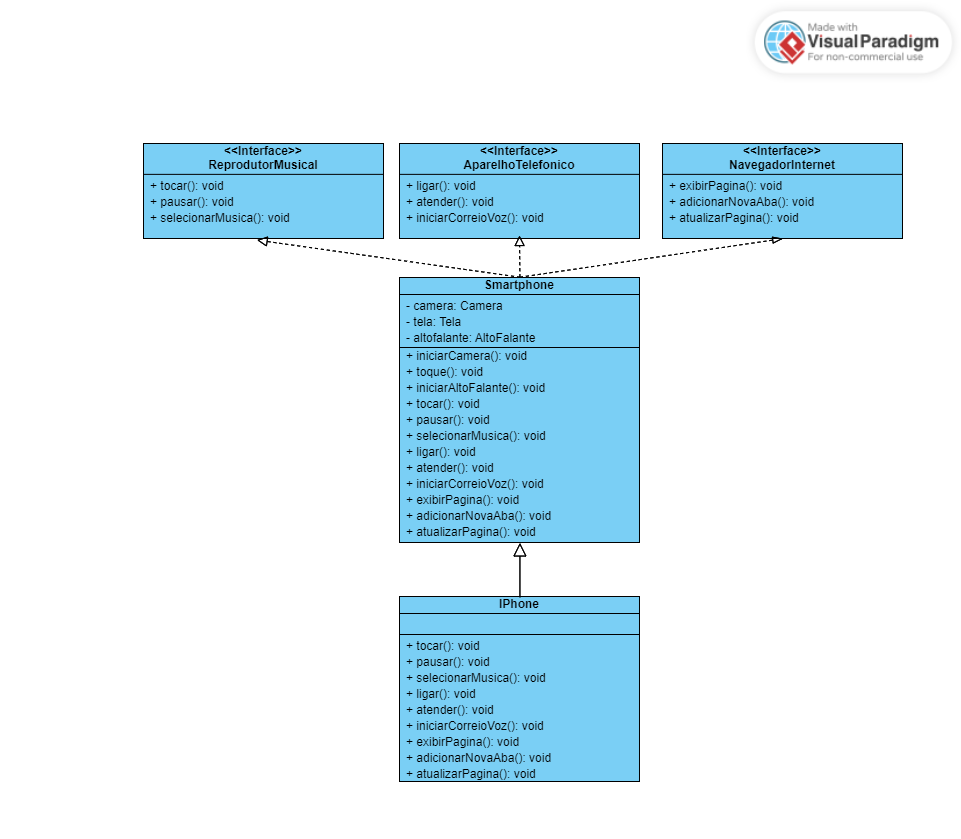 Made with
VisualParadigm
For non-commercial use
<<Interface>>
ReprodutorMusical
+ tocar(): void
+ pausar(): void
+ selecionarMusica(): void
<<Interface>>
AparelhoTelefonico
+ ligar(): void
+ atender(): void
+ iniciarCorreioVoz(): void
<<Interface>>
NavegadorInternet
+ exibirPagina(): void
+ adicionarNovaAba(): void
+ atualizarPagina(): void
Smartphone
- camera: Camera
- tela: Tela
- altofalante: AltoFalante
+ iniciarCamera(): void
+ toque(): void
+ iniciarAltoFalante(): void
+ tocar(): void
+ pausar(): void
+ selecionarMusica(): void
+ ligar(): void
+ atender(): void
+ iniciarCorreioVoz(): void
+ exibirPagina(): void
+ adicionarNovaAba(): void
+ atualizarPagina(): void
IPhone
+ tocar(): void
+ pausar(): void
+ selecionarMusica(): void
+ ligar(): void
+ atender(): void
+ iniciarCorreioVoz(): void
+ exibirPagina(): void
+ adicionarNovaAba(): void
+ atualizarPagina(): void